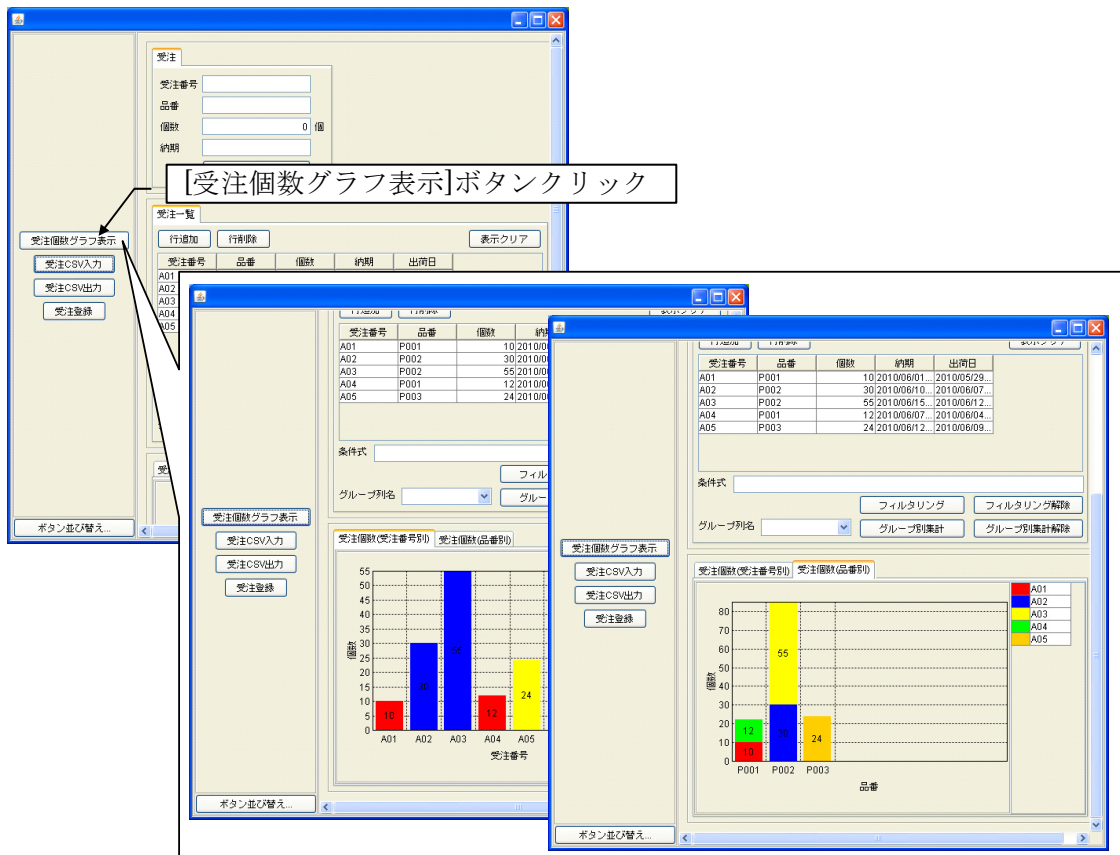 受注
受注番号
品番
個数 0 個
納期
[受注個数グラフ表示]ボタンクリック
受注一覧
行追加 行削除 表示クリア
受注番号 品番 個数 納期 出荷日
A01
A02
A03
A04
A05
受注個数グラフ表示
受注CSV入力
受注CSV出力
受注登録
ボタン並び替え...
行追加 行削除 表示クリア
受注番号 品番 個数
A01 P001 10 2010/0
A02 P002 30 2010/0
A03 P002 55 2010/0
A04 P001 12 2010/0
A05 P003 24 2010/0
条件式
フィル
グループ列名 グルー
受注個数グラフ表示
受注CSV入力
受注CSV出力
受注登録
受注個数(受注番号別) 受注個数(品番別)
55
50
45
40
35
30
25
20
15
10
5
0
個数
10 30 55 12 24
A01 A02 A03 A04 A05
受注番号
ボタン並び替え...
行追加 行削除 表示クリア
受注番号 品番 個数 納期 出荷日
A01 P001 10 2010/06/01... 2010/05/29...
A02 P002 30 2010/06/10... 2010/06/07...
A03 P002 55 2010/06/15... 2010/06/12...
A04 P001 12 2010/06/07... 2010/06/04...
A05 P003 24 2010/06/12... 2010/06/09...
条件式
フィルタリング フィルタリング解除
グループ列名 グループ別集計 グループ別集計解除
受注個数グラフ表示
受注CSV入力
受注CSV出力
受注登録
受注個数(受注番号別) 受注個数(品番別)
80
70
60
50
40
30
20
10
0
個数
12 10 55 30 24
P001 P002 P003
品番
A01
A02
A03
A04
A05
ボタン並び替え...